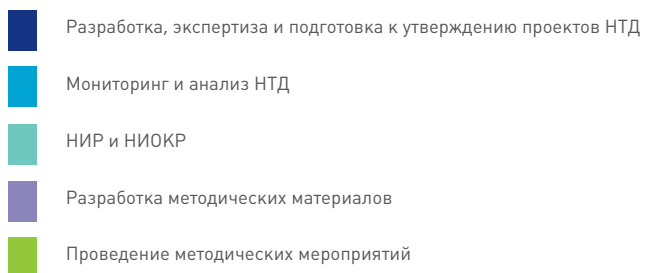 Разработка, экспертиза и подготовка к утверждению проектов НТД
Мониторинг и анализ НТД
НИР и НИОКР
Разработка методических материалов
Проведение методических мероприятий